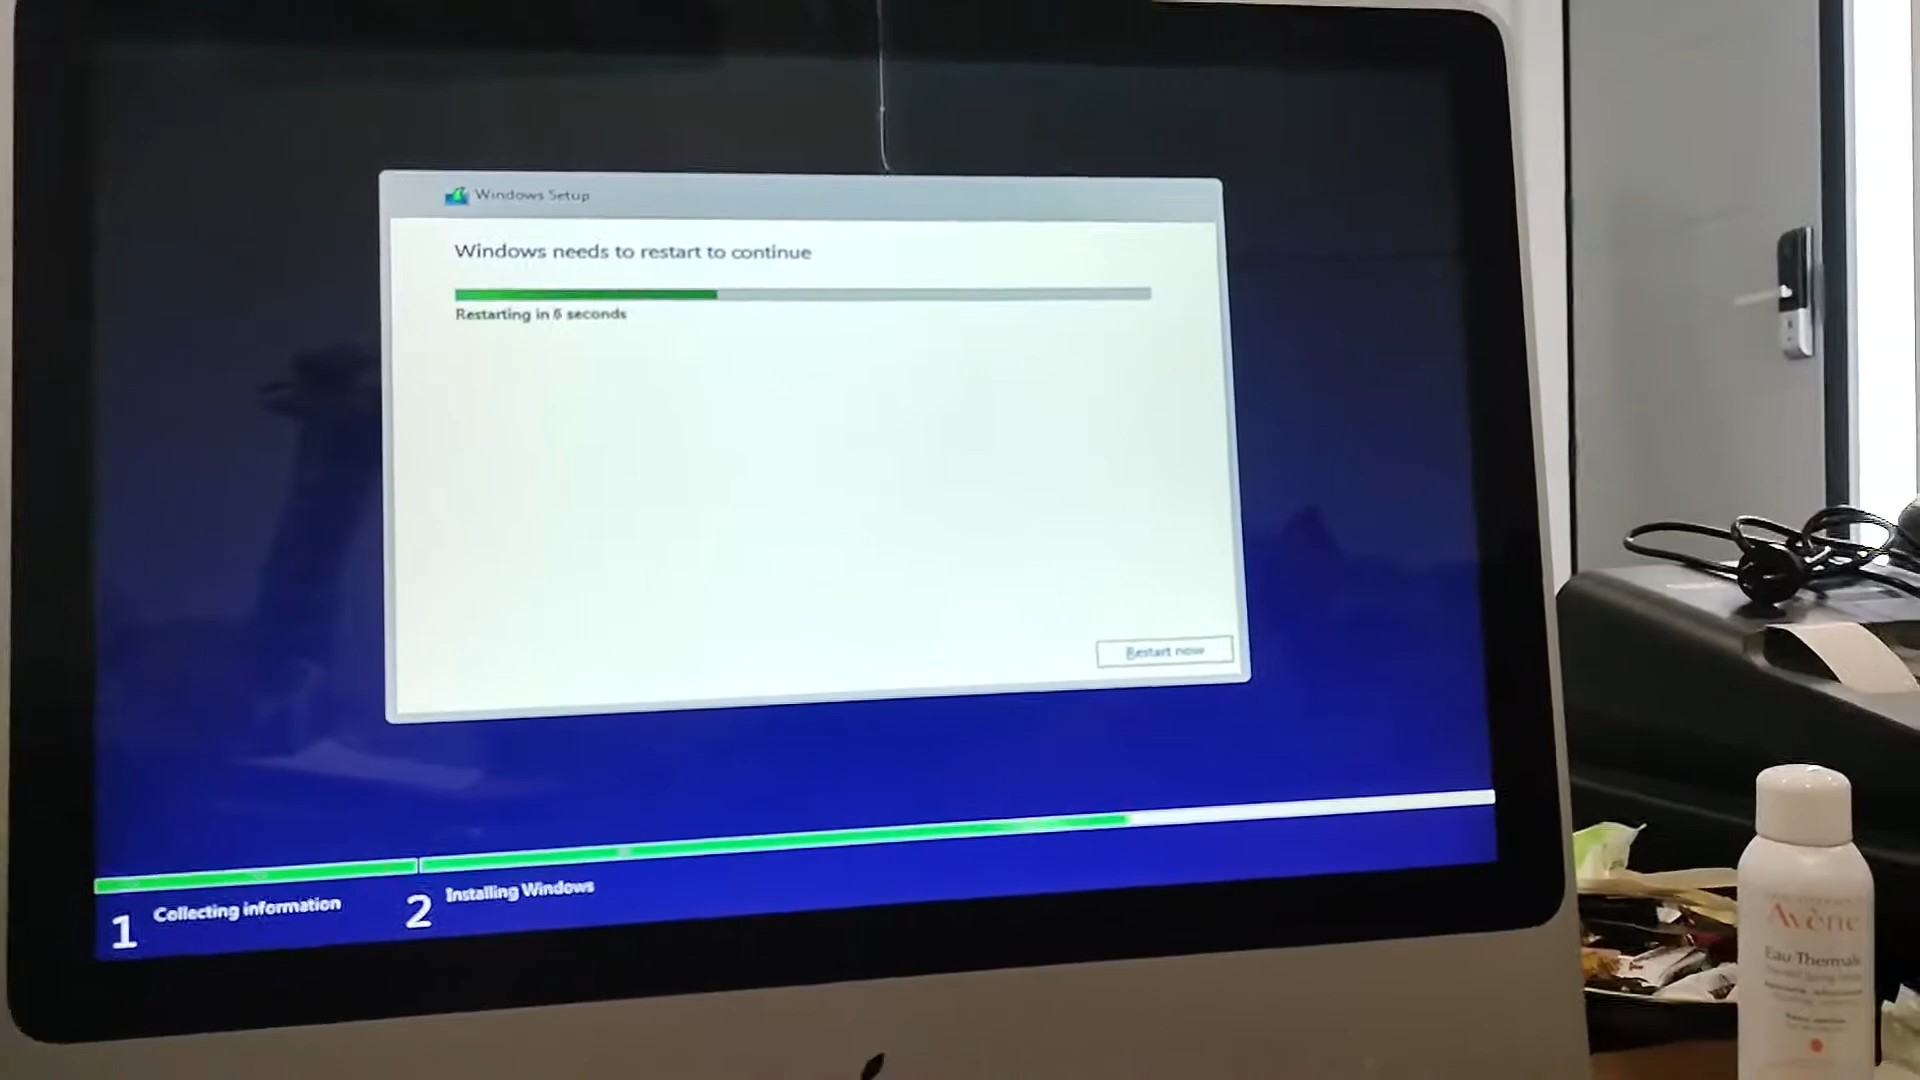 Windows Setup
Windows needs to restart to continue
Restarting in 6 seconds
Restart now
1 Collecting information
2 Installing Windows
Avène
Eau Thermale